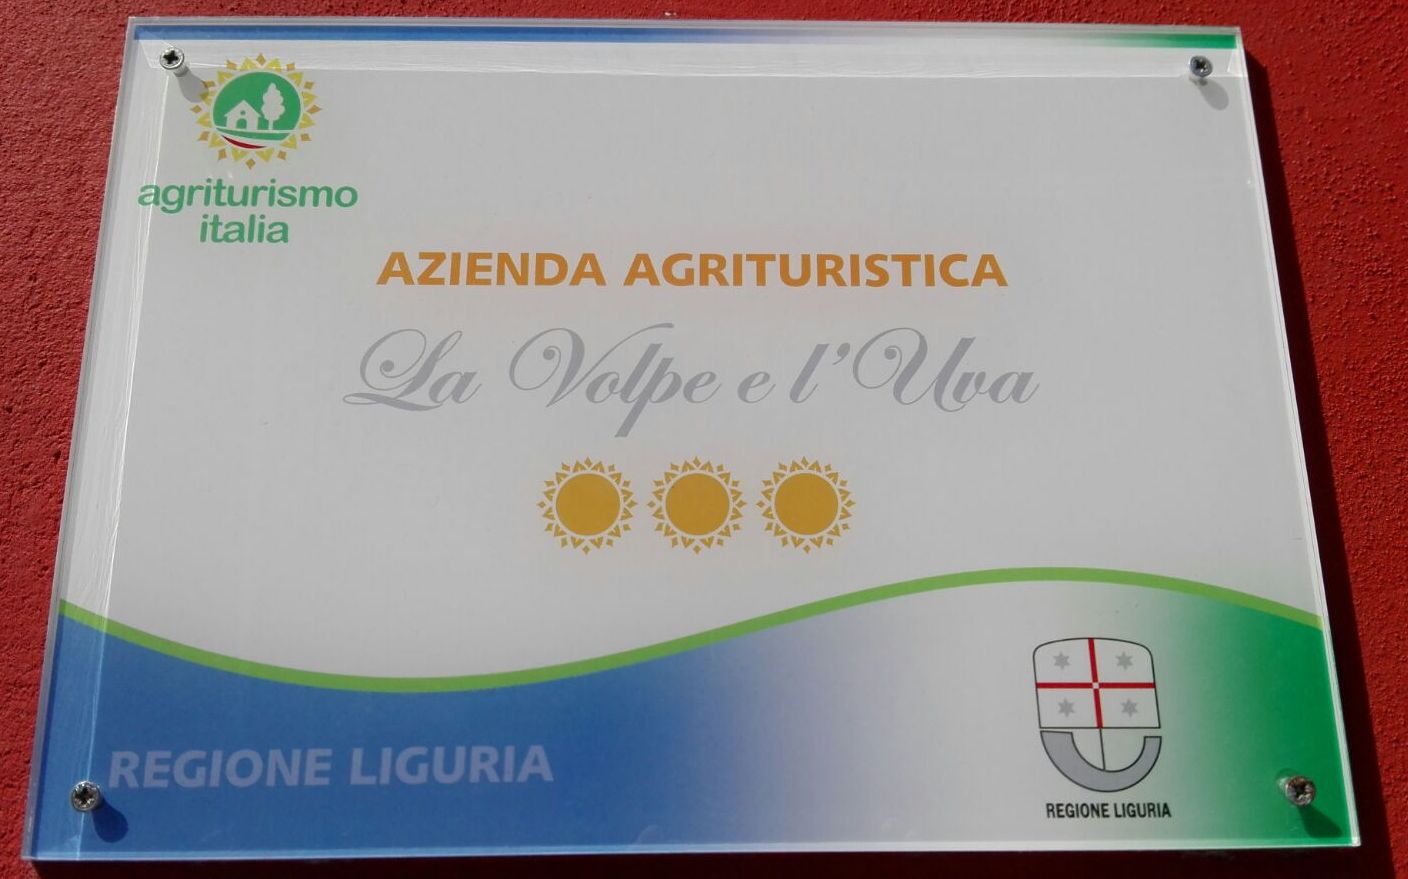 agriturismo
italia
AZIENDA AGRITURISTICA
La Volpe e l'Uva
REGIONE LIGURIA
REGIONE LIGURIA